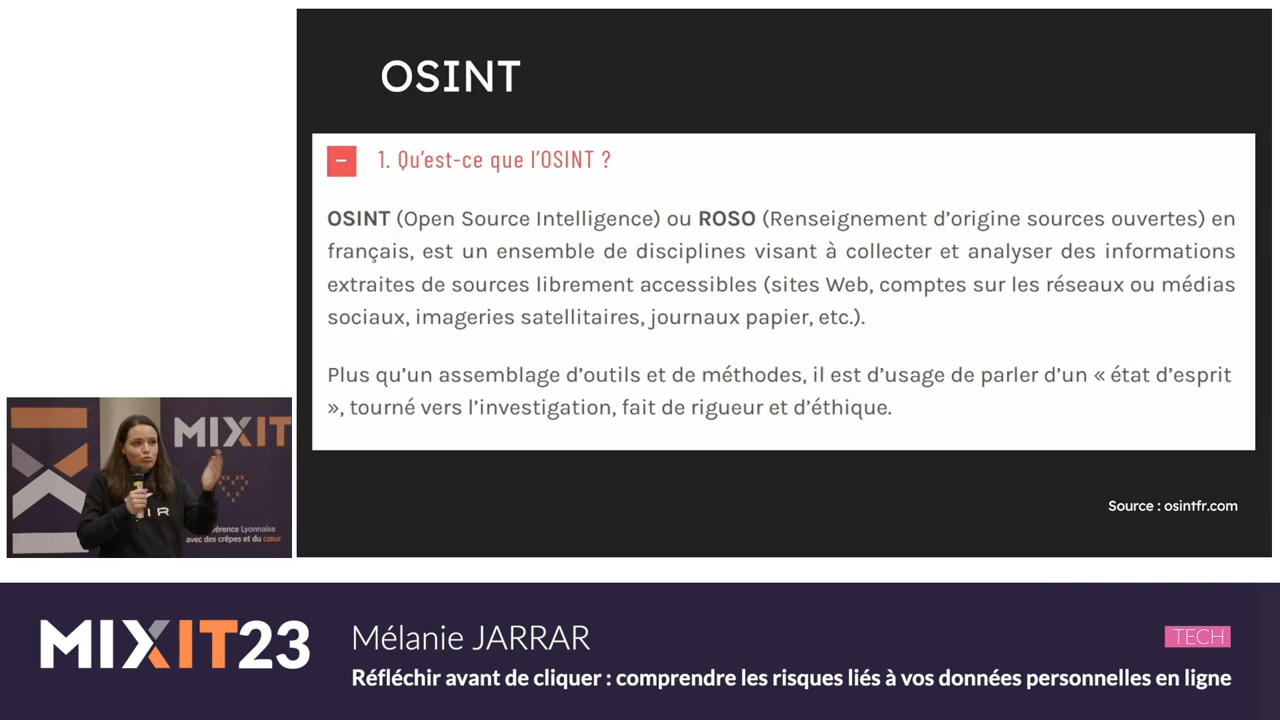 OSINT
1. Qu'est-ce que l'OSINT ?
OSINT (Open Source Intelligence) ou ROSO (Renseignement d'origine sources ouvertes) en
français, est un ensemble de disciplines visant à collecter et analyser des informations
extraites de sources librement accessibles (sites Web, comptes sur les réseaux ou médias
sociaux, imageries satellitaires, journaux papier, etc.).
Plus qu'un assemblage d'outils et de méthodes, il est d'usage de parler d'un « état d'esprit
», tourné vers l'investigation, fait de rigueur et d'éthique.
Source : osintfr.com
MIXIT
avec des crêpes et du cœur
MIXIT23
Mélanie JARRAR
TECH
Réfléchir avant de cliquer : comprendre les risques liés à vos données personnelles en ligne